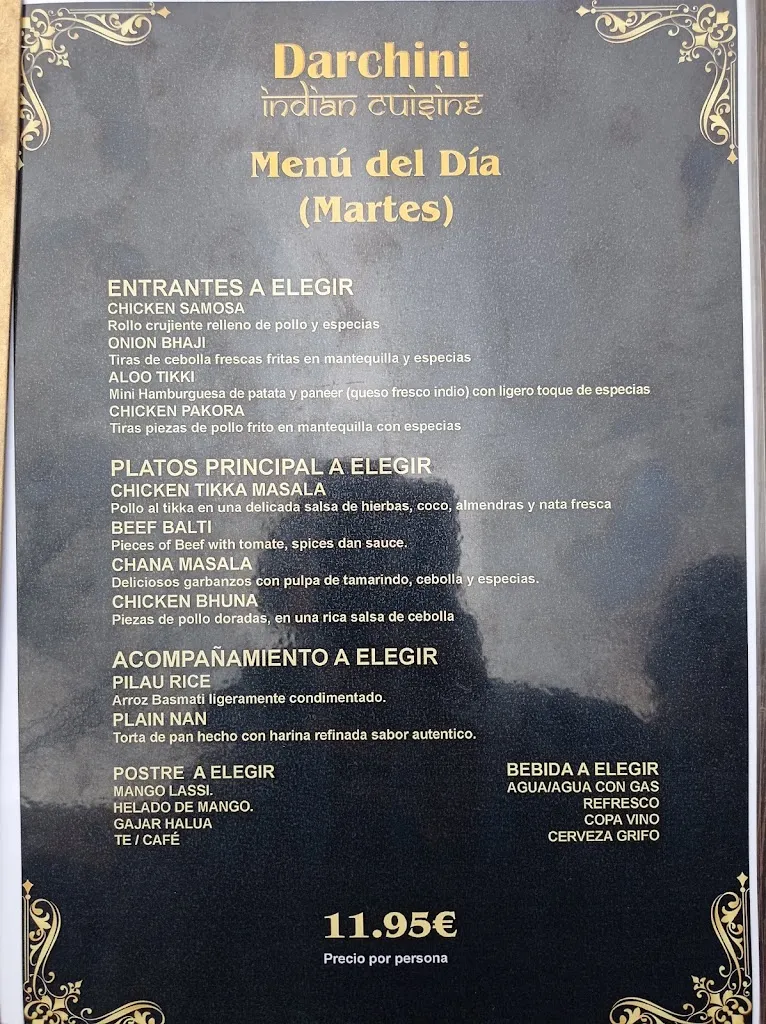 Darchini
indian cuisine
Menú del Día
(Martes)
ENTRANTES A ELEGIR
CHICKEN SAMOSA
Rollo crujiente relleno de pollo y especias
ONION BHAJI
Tiras de cebolla frescas fritas en mantequilla y especias
ALOO TIKKI
Mini Hamburguesa de patata y paneer (queso fresco indio) con ligero toque de especias
CHICKEN PAKORA
Tiras piezas de pollo frito en mantequilla con especias
PLATOS PRINCIPAL A ELEGIR
CHICKEN TIKKA MASALA
Pollo al tikka en una delicada salsa de hierbas, coco, almendras y nata fresca
BEEF BALTI
Pieces of Beef with tomate, spices dan sauce.
CHANA MASALA
Deliciosos garbanzos con pulpa de tamarindo, cebolla y especias.
CHICKEN BHUNA
Piezas de pollo doradas, en una rica salsa de cebolla
ACOMPAÑAMIENTO A ELEGIR
PILAU RICE
Arroz Basmati ligeramente condimentado.
PLAIN NAN
Torta de pan hecho con harina refinada sabor autentico.
POSTRE A ELEGIR
MANGO LASSI.
HELADO DE MANGO.
GAJAR HALUA
TE / CAFÉ
BEBIDA A ELEGIR
AGUA/AGUA CON GAS
REFRESCO
COPA VINO
CERVEZA GRIFO
11.95€
Precio por persona